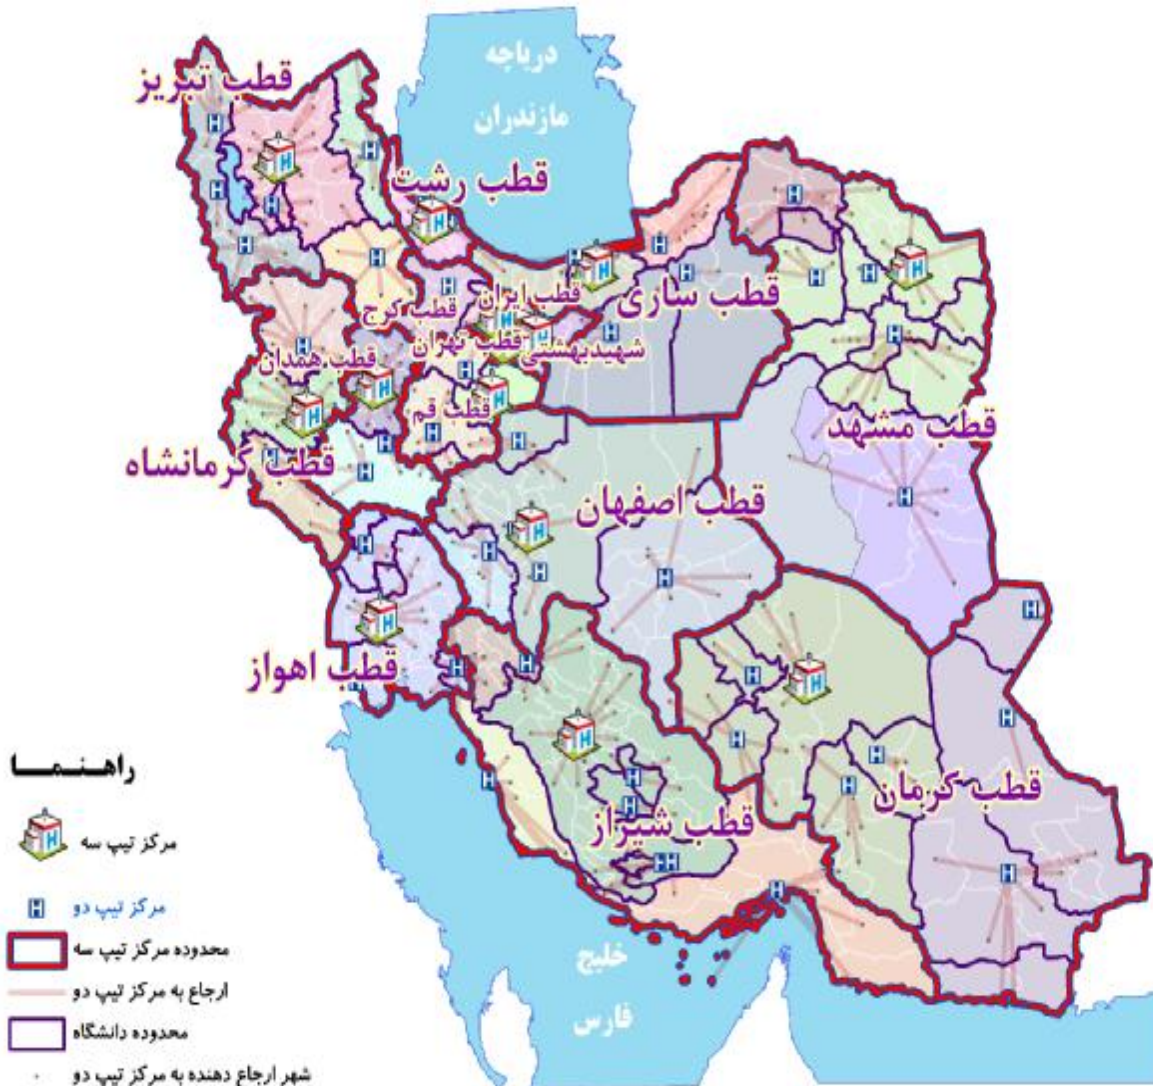 دریاچه
مازندران
قطب تبریز
قطب رشت
قطب ساری
قطب ایران
قطب کرج
قطب تهران
شهیدبهشتی
قطب همدان
قطب قم
قطب مشهد
قطب کرمانشاه
قطب اصفهان
قطب اهواز
قطب کرمان
قطب شیراز
خلیج
فارس
راهنما
مرکز تیپ سه
مرکز تیپ دو
محدوده مرکز تیپ سه
ارجاع به مرکز تیپ دو
محدوده دانشگاه
شهر ارجاع دهنده به مرکز تیپ دو